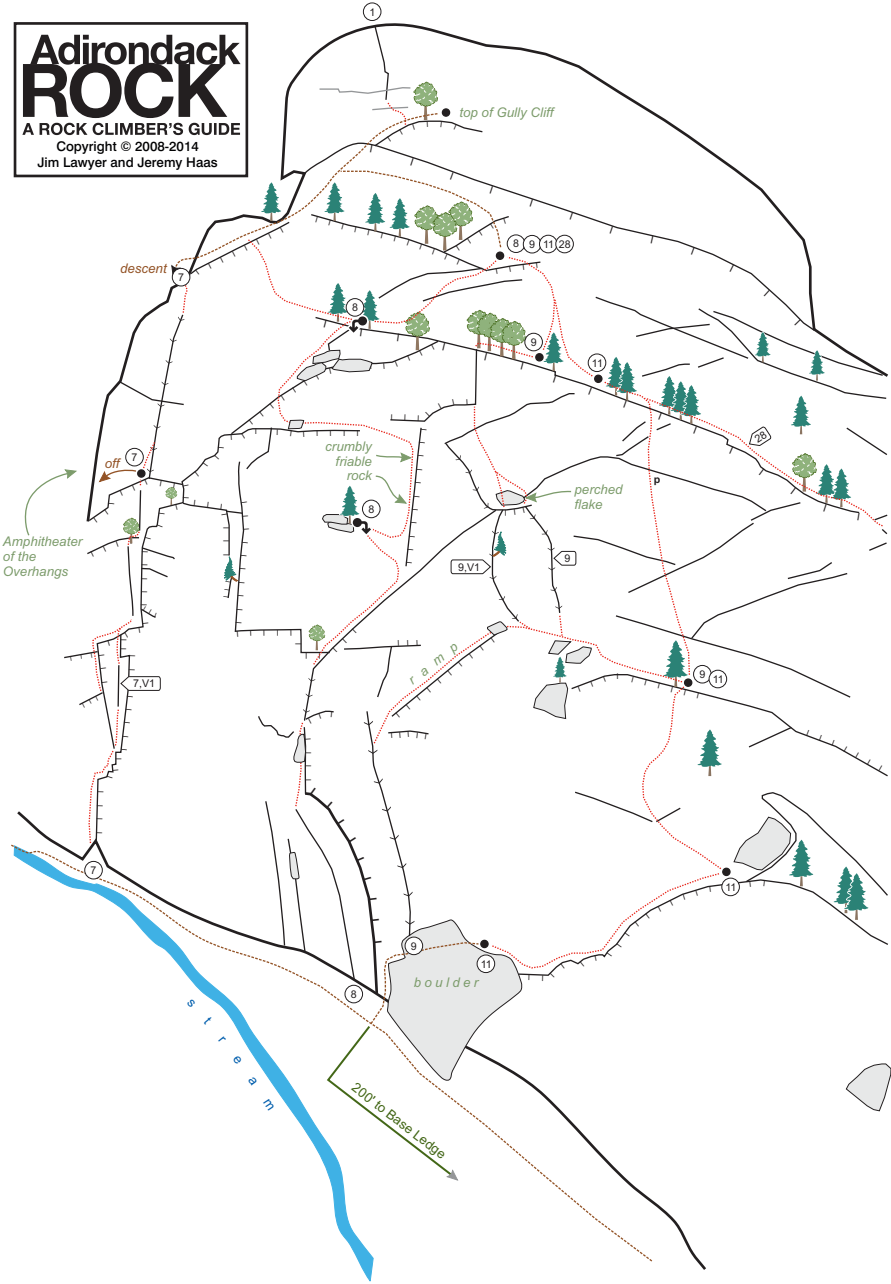 Adirondack
ROCK
A ROCK CLIMBER'S GUIDE
Copyright © 2008-2014
Jim Lawyer and Jeremy Haas
1
top of Gully Cliff
8 9 11 28
descent
7
8
9
11
28
crumbly
friable
rock
off
7
p
perched
flake
8
Amphitheater
of the
Overhangs
9,V1
9
ramp
9
11
7,V1
7
11
9
11
boulder
8
stream
200' to Base Ledge